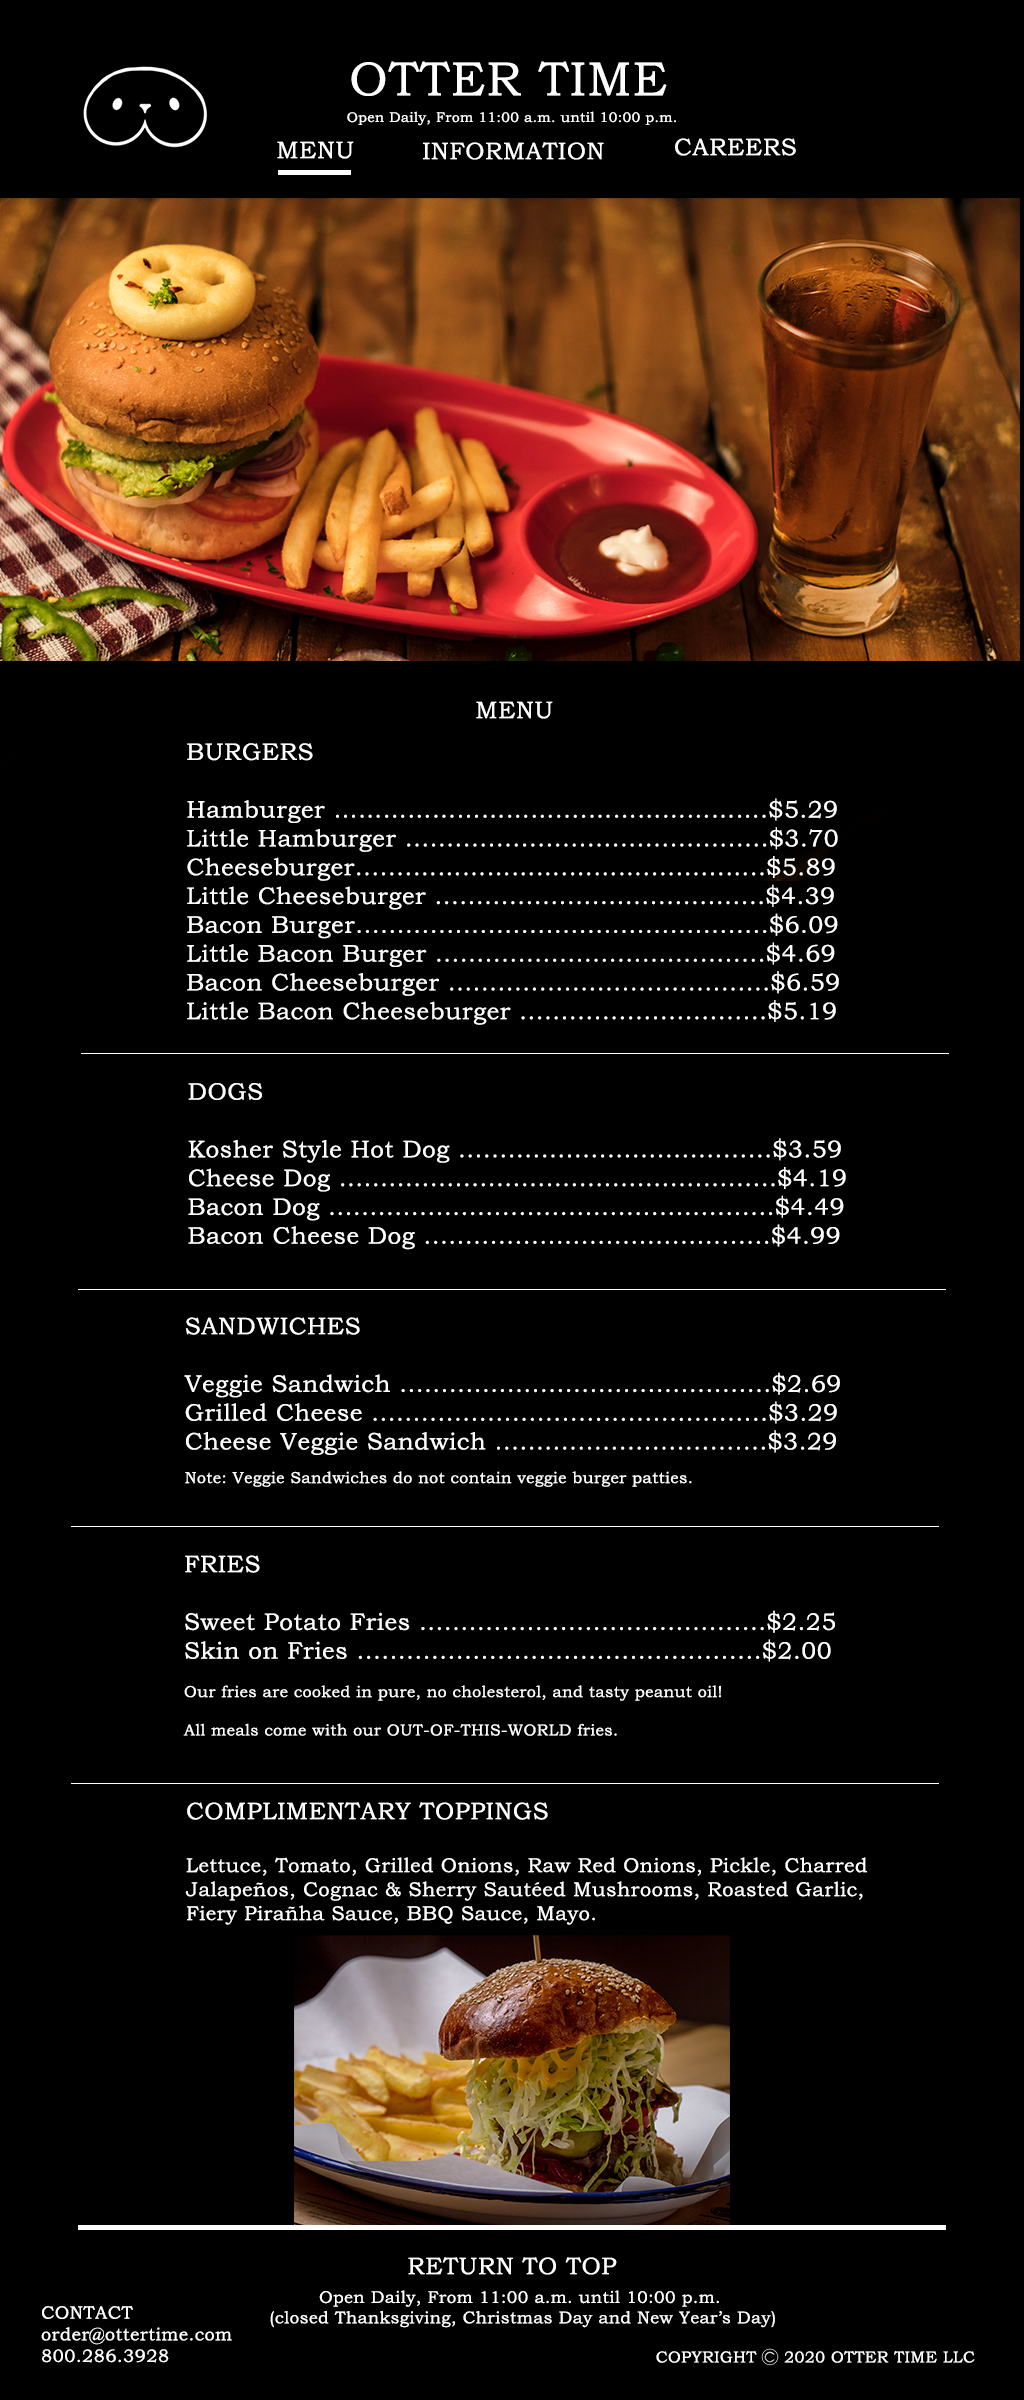 OTTER TIME
Open Daily, From 11:00 a.m. until 10:00 p.m.
MENU INFORMATION CAREERS
MENU
BURGERS
Hamburger .....................................................$5.29
Little Hamburger ............................................$3.70
Cheeseburger..................................................$5.89
Little Cheeseburger ........................................$4.39
Bacon Burger..................................................$6.09
Little Bacon Burger ........................................$4.69
Bacon Cheeseburger .......................................$6.59
Little Bacon Cheeseburger ..............................$5.19
DOGS
Kosher Style Hot Dog ......................................$3.59
Cheese Dog .....................................................$4.19
Bacon Dog ......................................................$4.49
Bacon Cheese Dog ..........................................$4.99
SANDWICHES
Veggie Sandwich .............................................$2.69
Grilled Cheese ................................................$3.29
Cheese Veggie Sandwich .................................$3.29
Note: Veggie Sandwiches do not contain veggie burger patties.
FRIES
Sweet Potato Fries ..........................................$2.25
Skin on Fries .................................................$2.00
Our fries are cooked in pure, no cholesterol, and tasty peanut oil!
All meals come with our OUT-OF-THIS-WORLD fries.
COMPLIMENTARY TOPPINGS
Lettuce, Tomato, Grilled Onions, Raw Red Onions, Pickle, Charred
Jalapeños, Cognac & Sherry Sautéed Mushrooms, Roasted Garlic,
Fiery Pirañha Sauce, BBQ Sauce, Mayo.
RETURN TO TOP
Open Daily, From 11:00 a.m. until 10:00 p.m.
(closed Thanksgiving, Christmas Day and New Year’s Day)
CONTACT
order@ottertime.com
800.286.3928
COPYRIGHT © 2020 OTTER TIME LLC